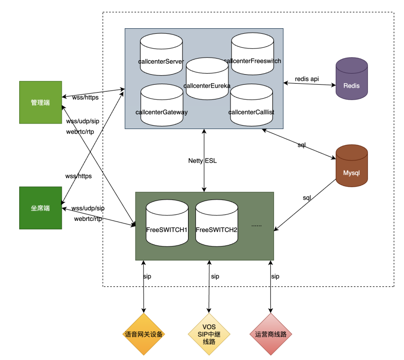 callcenterServer
callcenterFreeswitch
callcenterEureka
callcenterGateway
callcenterCalllist
redis api
Redis
管理端
wss/https
wss/udp/sip
webrtc/rtp
sql
Netty ESL
Mysql
wss/https
sql
坐席端
wss/udp/sip
webrtc/rtp
FreeSWITCH1
FreeSWITCH2
......
sip
sip
sip
语音网关设备
VOS
SIP中继
线路
运营商线路